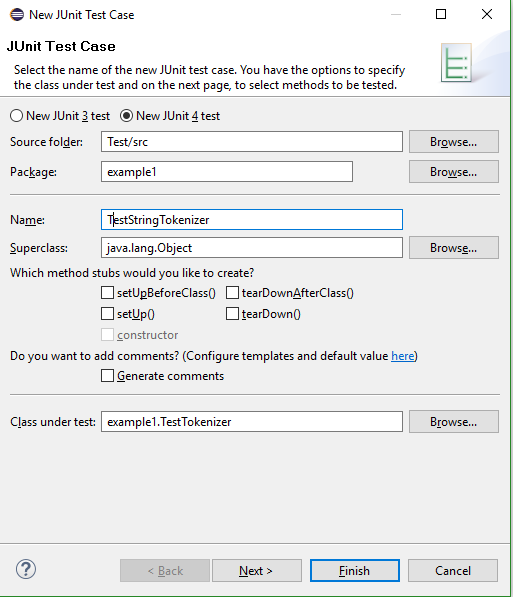 New JUnit Test Case
JUnit Test Case
Select the name of the new JUnit test case. You have the options to specify
the class under test and on the next page, to select methods to be tested.
New JUnit 3 test New JUnit 4 test
Source folder: Test/src Browse...
Package: example1 Browse...
Name: TestStringTokenizer
Superclass: java.lang.Object Browse...
Which method stubs would you like to create?
setUpBeforeClass() tearDownAfterClass()
setUp() tearDown()
constructor
Do you want to add comments? (Configure templates and default value here)
Generate comments
Class under test: example1.TestTokenizer Browse...
? < Back Next > Finish Cancel